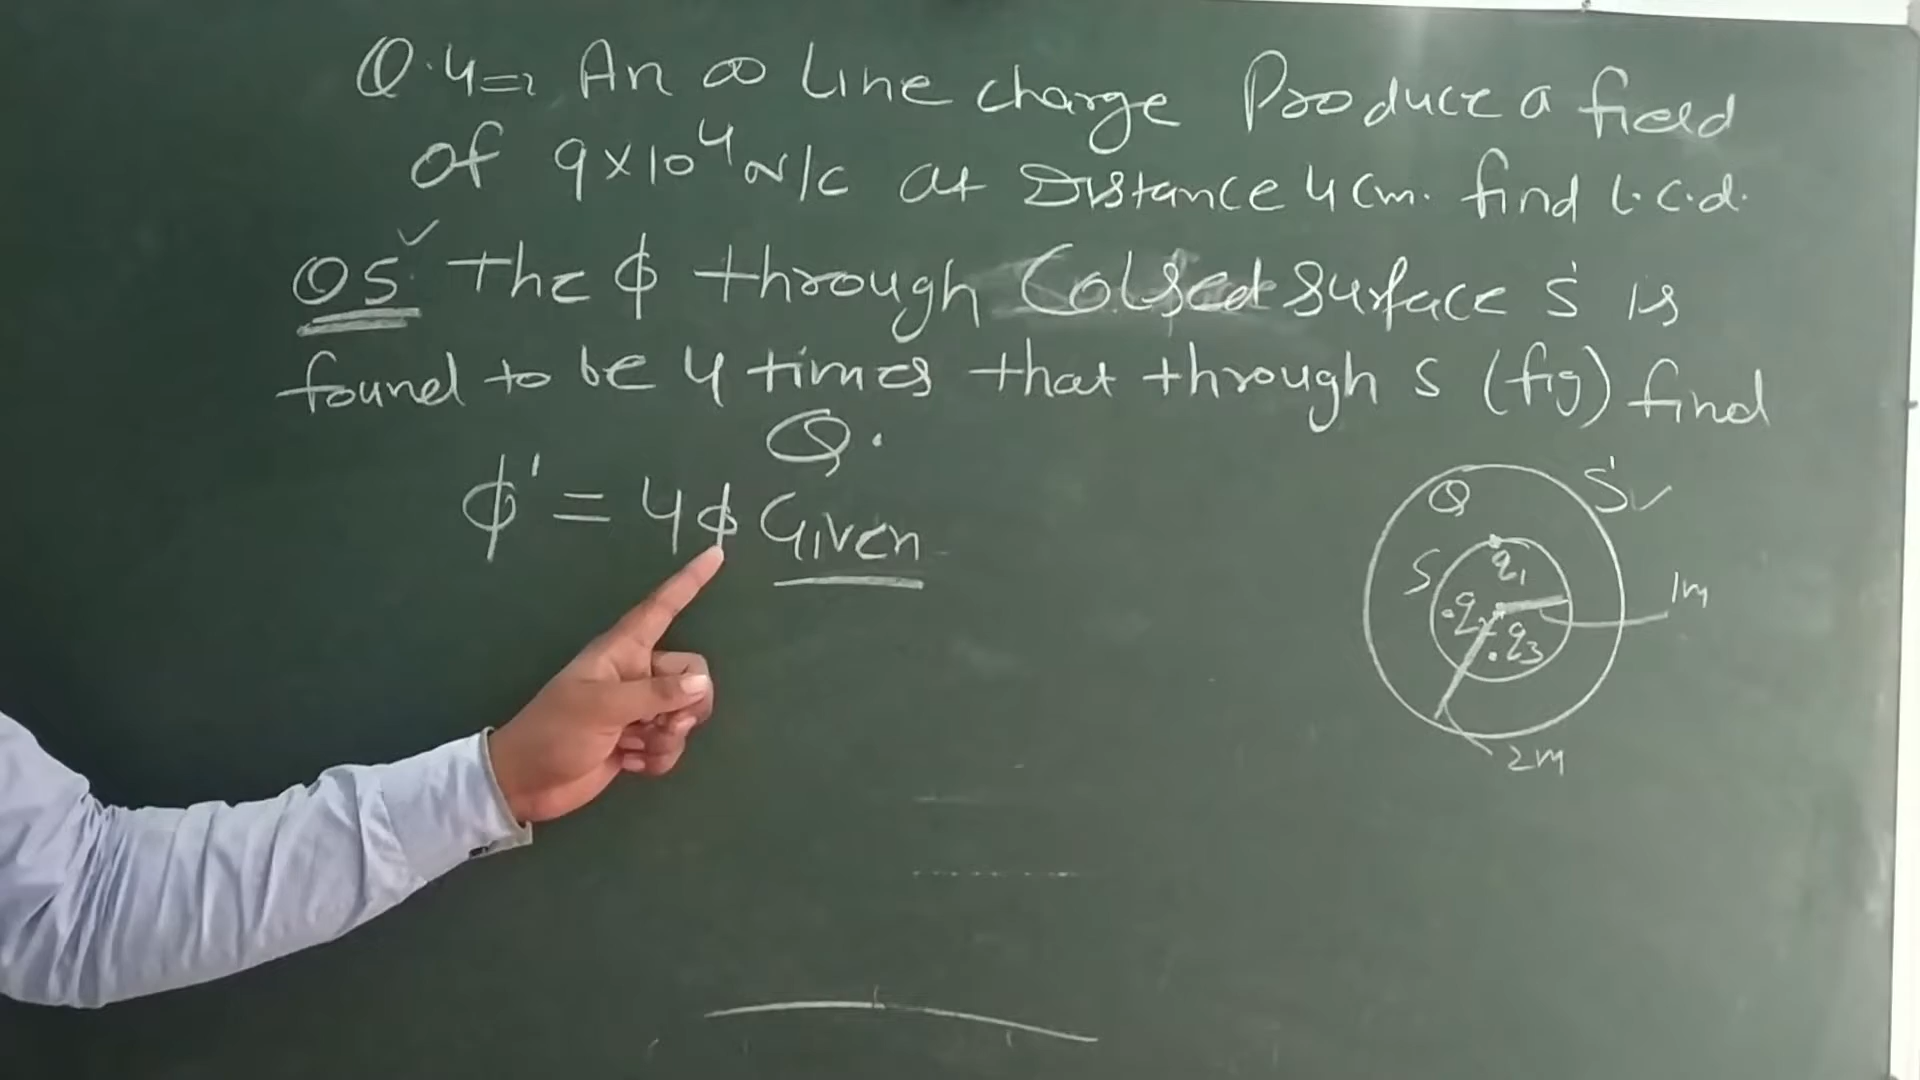 Q.4=> An ∞ line charge Produce a field
of 9×10⁴ N/C at Distance 4 cm. find l.c.d.
Q5. The ϕ through Colsed surface S' is
found to be 4 times that through S (fig) find
Q.
ϕ' = 4ϕ Given
S'
Q
S
q₁
1m
q₂
q₃
2m